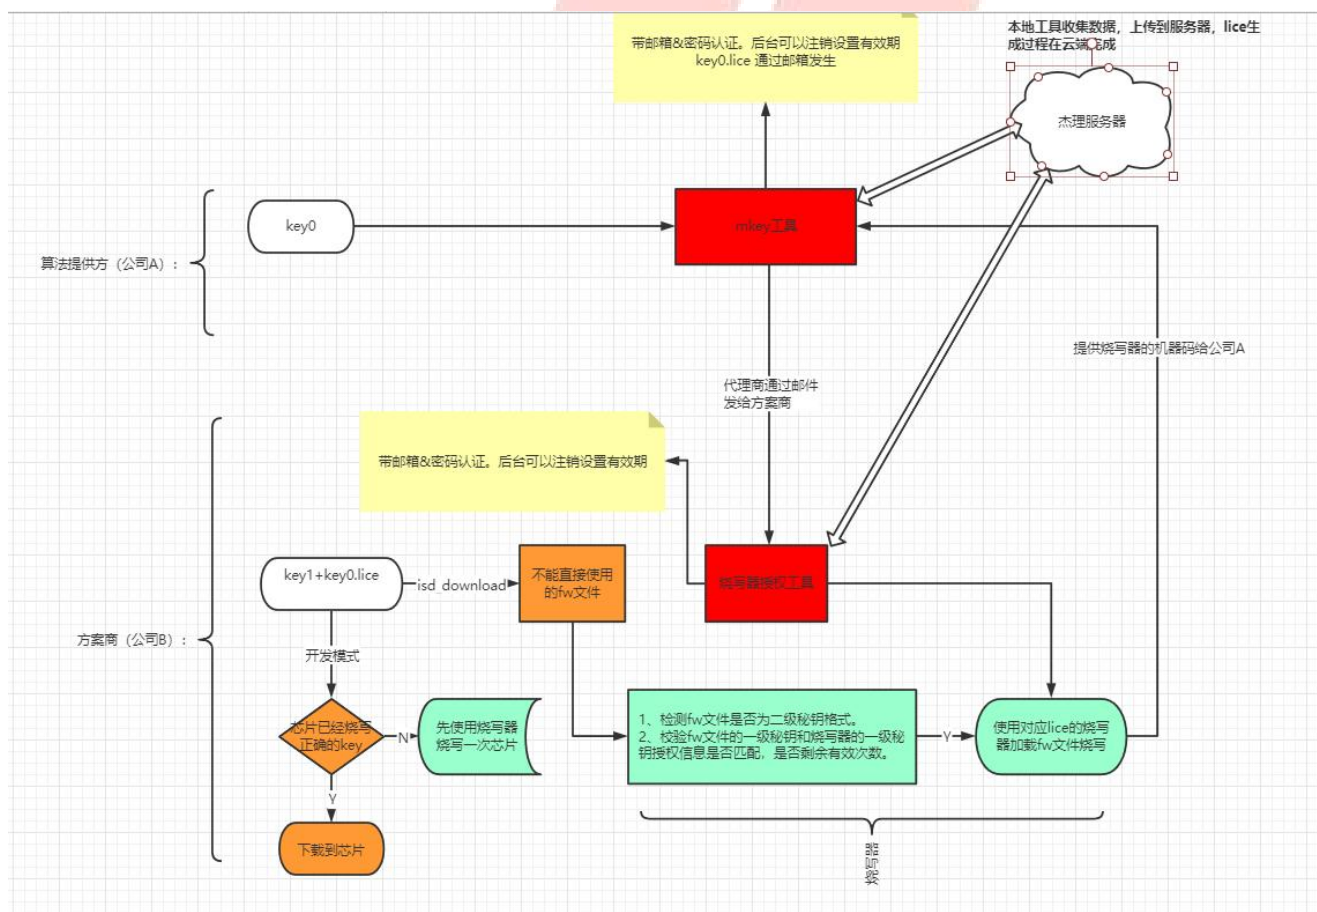 本地工具收集数据，上传到服务器，lice生
成过程在云端完成
带邮箱&密码认证。后台可以注销设置有效期
key0.lice 通过邮箱发生
杰理服务器
key0
mkey工具
算法提供方（公司A）：
提供烧写器的机器码给公司A
代理商通过邮件
发给方案商
带邮箱&密码认证。后台可以注销设置有效期
key1+key0.lice
isd_download
不能直接使用
的fw文件
烧写器授权工具
方案商（公司B）：
开发模式
芯片已经烧写
正确的key
N
先使用烧写器
烧写一次芯片
1、检测fw文件是否为二级秘钥格式。
2、校验fw文件的一级秘钥和烧写器的一级秘
钥授权信息是否匹配，是否剩余有效次数。
Y
使用对应lice的烧写
器加载fw文件烧写
Y
下载到芯片
烧写器